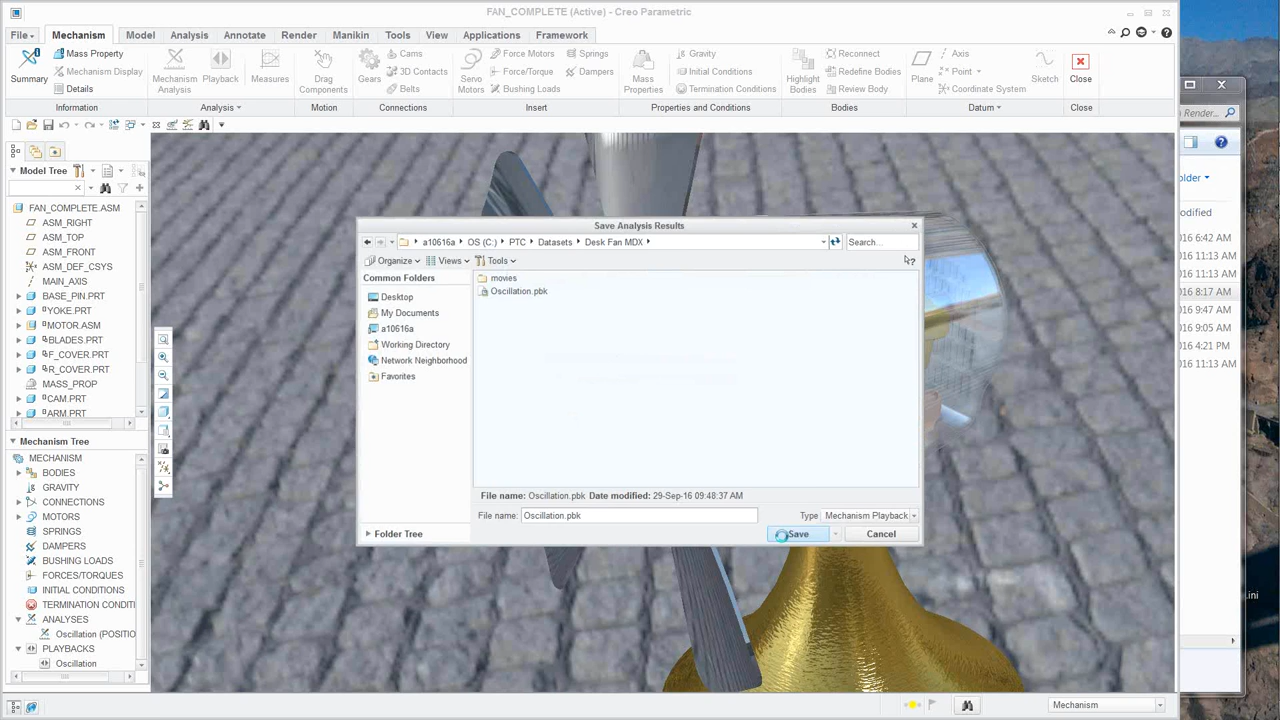 FAN_COMPLETE (Active) - Creo Parametric
File Mechanism Model Analysis Annotate Render Manikin Tools View Applications Framework
Summary
Mass Property
Mechanism Display
Details
Information
Mechanism Analysis
Playback
Measures
Analysis
Drag Components
Motion
Gears
Cams
3D Contacts
Belts
Connections
Servo Motors
Force Motors
Force/Torque
Bushing Loads
Springs
Dampers
Insert
Mass Properties
Gravity
Initial Conditions
Termination Conditions
Properties and Conditions
Highlight Bodies
Reconnect
Redefine Bodies
Review Body
Bodies
Plane
Axis
Point
Coordinate System
Sketch
Datum
Close
Close
Model Tree
FAN_COMPLETE.ASM
ASM_RIGHT
ASM_TOP
ASM_FRONT
ASM_DEF_CSYS
MAIN_AXIS
BASE_PIN.PRT
YOKE.PRT
MOTOR.ASM
BLADES.PRT
F_COVER.PRT
R_COVER.PRT
MASS_PROP
CAM.PRT
ARM.PRT
Mechanism Tree
MECHANISM
BODIES
GRAVITY
CONNECTIONS
MOTORS
SPRINGS
DAMPERS
BUSHING LOADS
FORCES/TORQUES
INITIAL CONDITIONS
TERMINATION CONDITI
ANALYSES
Oscillation (POSITIO
PLAYBACKS
Oscillation
Save Analysis Results
a10616a OS (C:) PTC Datasets Desk Fan MDX
Search...
Organize Views Tools
Common Folders
Desktop
My Documents
a10616a
Working Directory
Network Neighborhood
Favorites
movies
Oscillation.pbk
File name: Oscillation.pbk Date modified: 29-Sep-16 09:48:37 AM
File name: Oscillation.pbk Type Mechanism Playback
Folder Tree
Save Cancel
Render...
older
odified
016 6:42 AM
016 11:13 AM
016 11:13 AM
016 8:17 AM
016 9:47 AM
016 9:05 AM
016 4:21 PM
016 11:13 AM
.ini
Mechanism